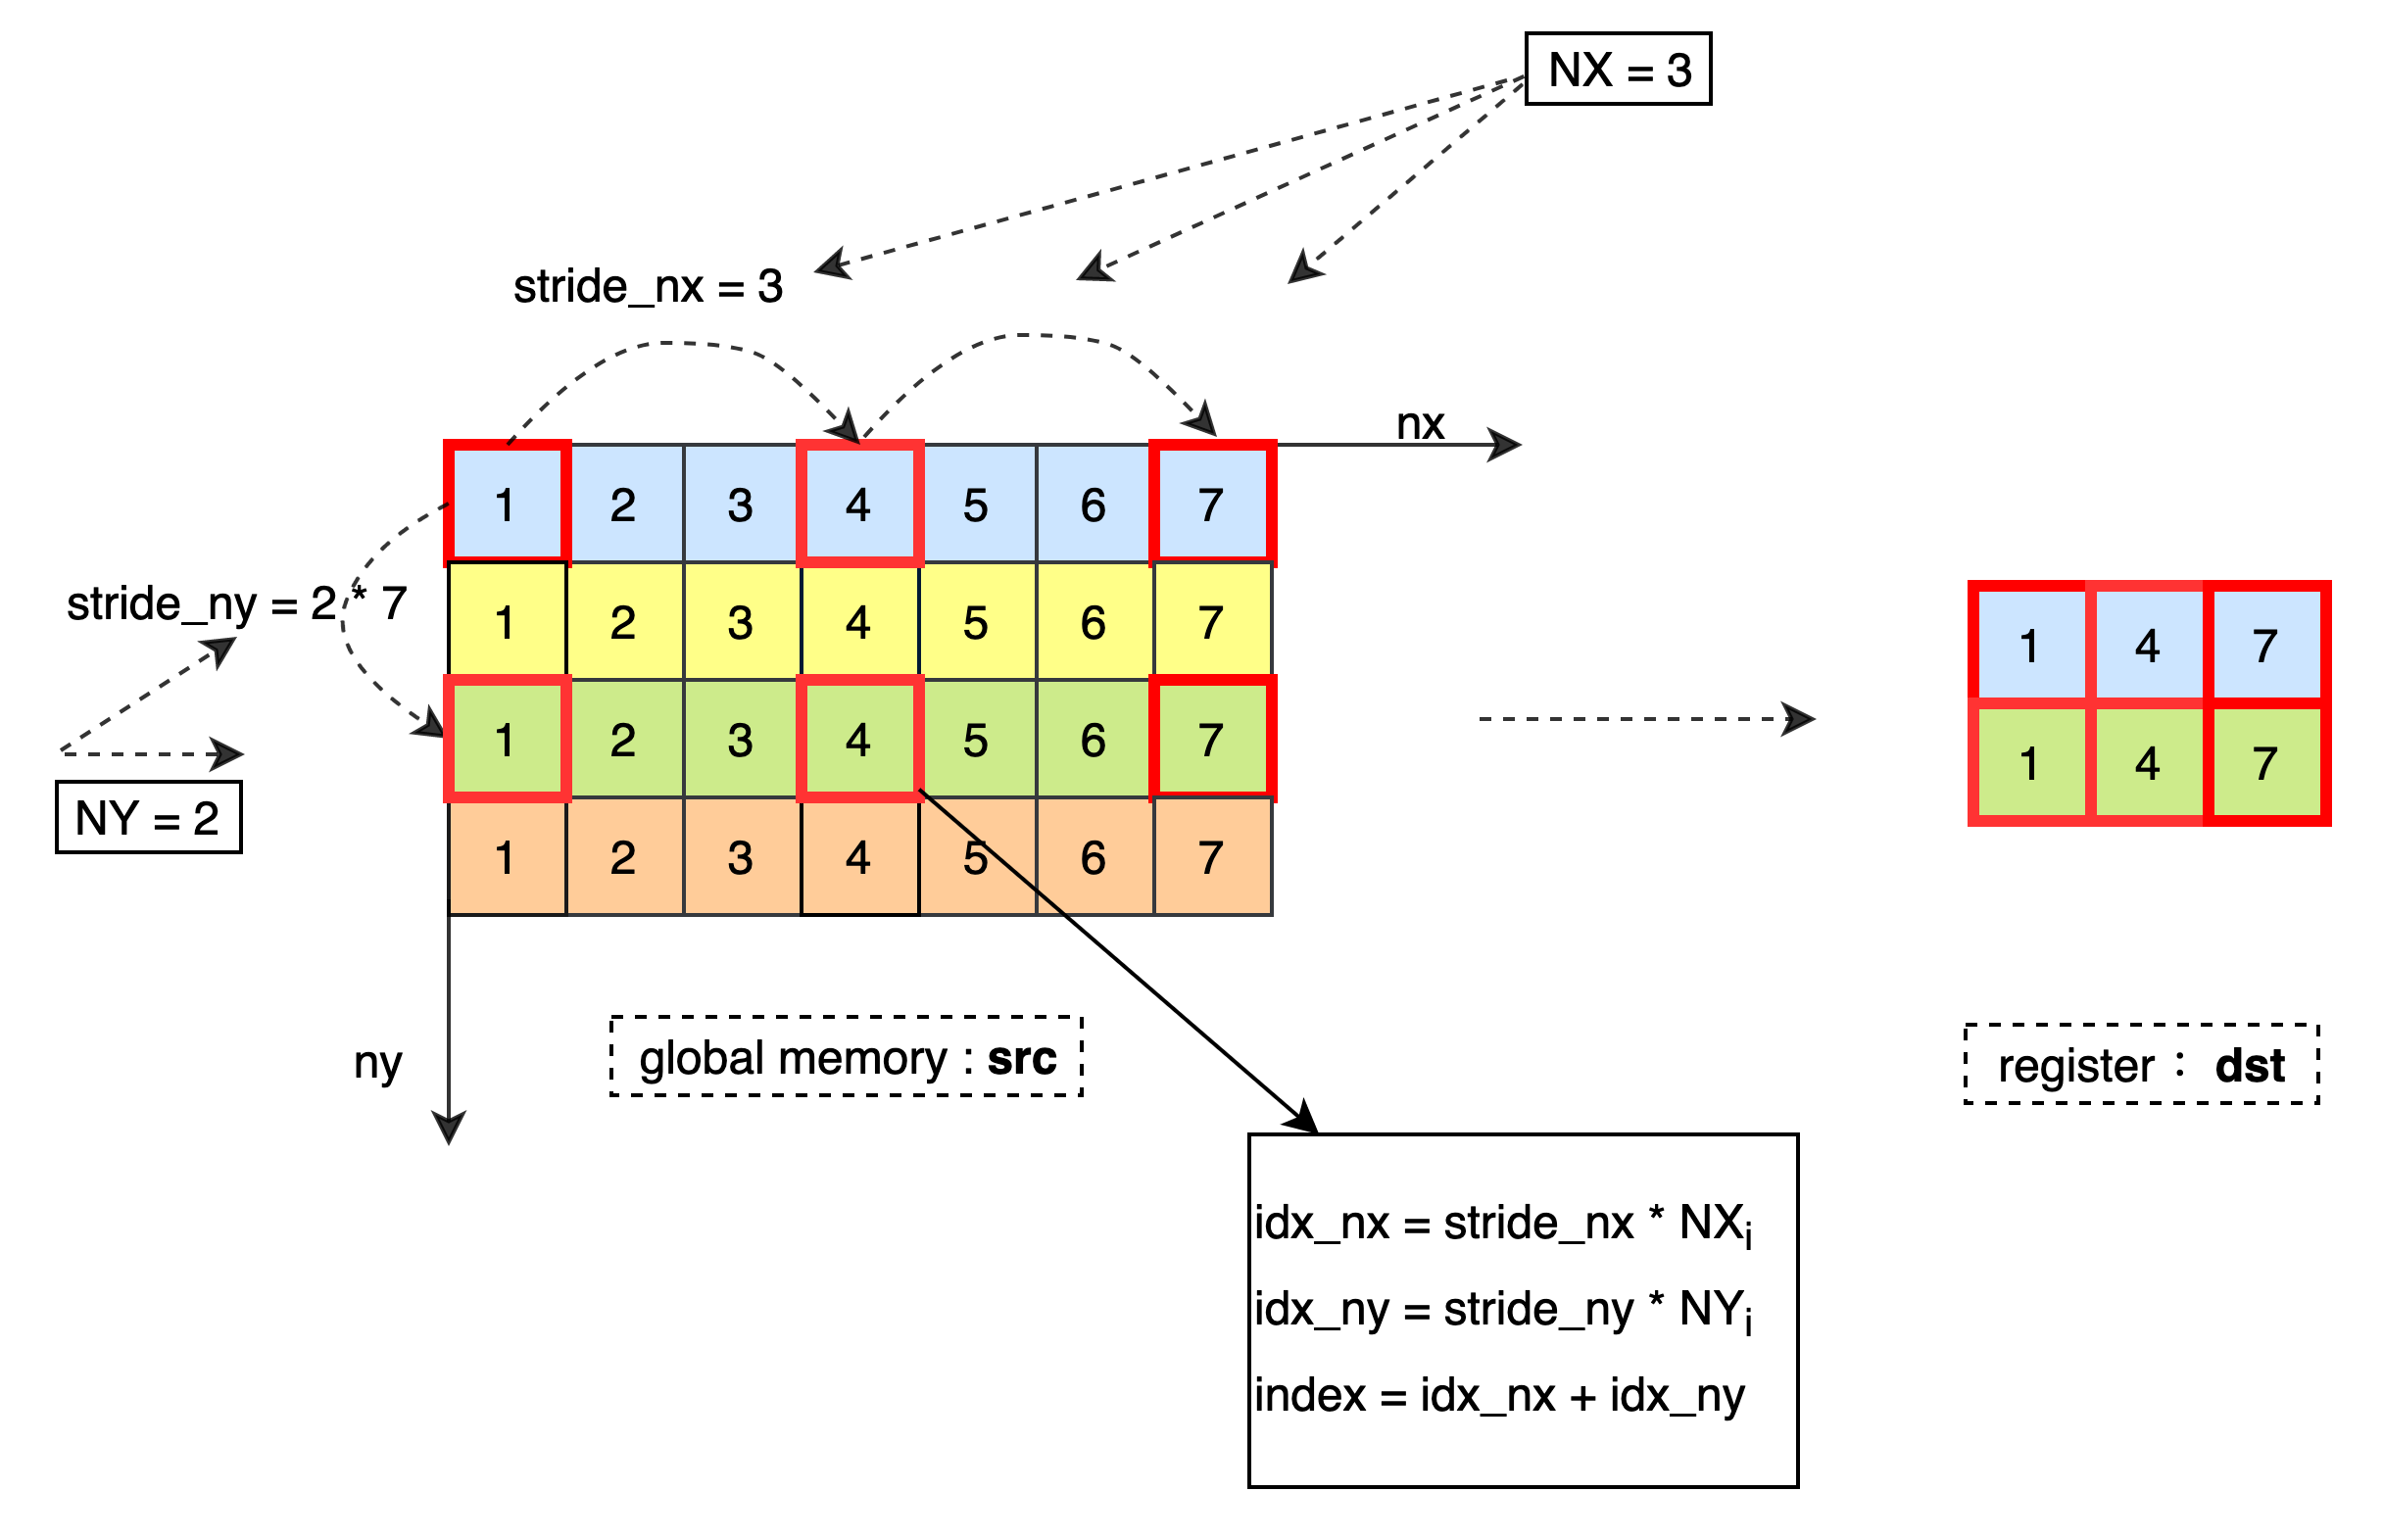 NX = 3
stride_nx = 3
nx
1 2 3 4 5 6 7
stride_ny = 2 * 7
1 2 3 4 5 6 7
1 4 7
1 2 3 4 5 6 7
1 4 7
NY = 2
1 2 3 4 5 6 7
ny
global memory : src
register : dst
idx_nx = stride_nx * NXi
idx_ny = stride_ny * NYi
index = idx_nx + idx_ny